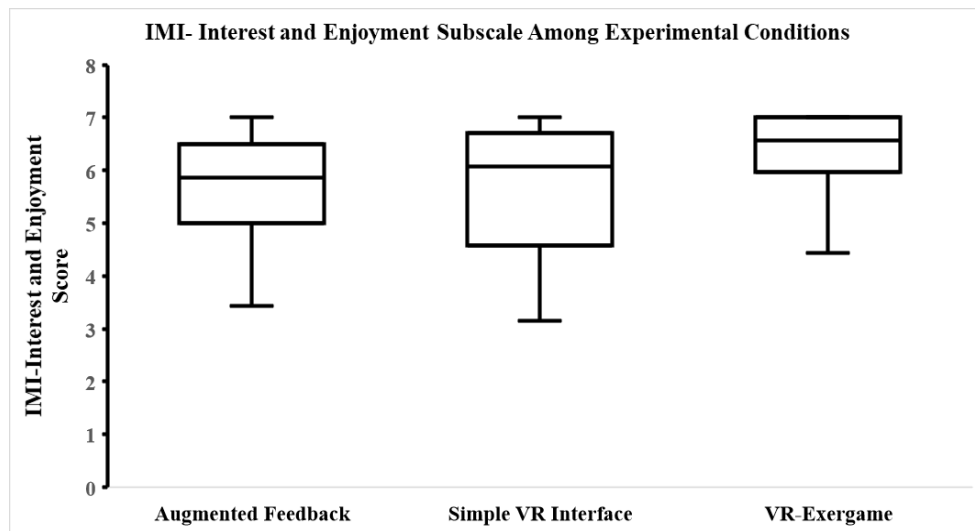 IMI- Interest and Enjoyment Subscale Among Experimental Conditions
IMI-Interest and Enjoyment
Score
8
7
6
5
4
3
2
1
0
Augmented Feedback
Simple VR Interface
VR-Exergame